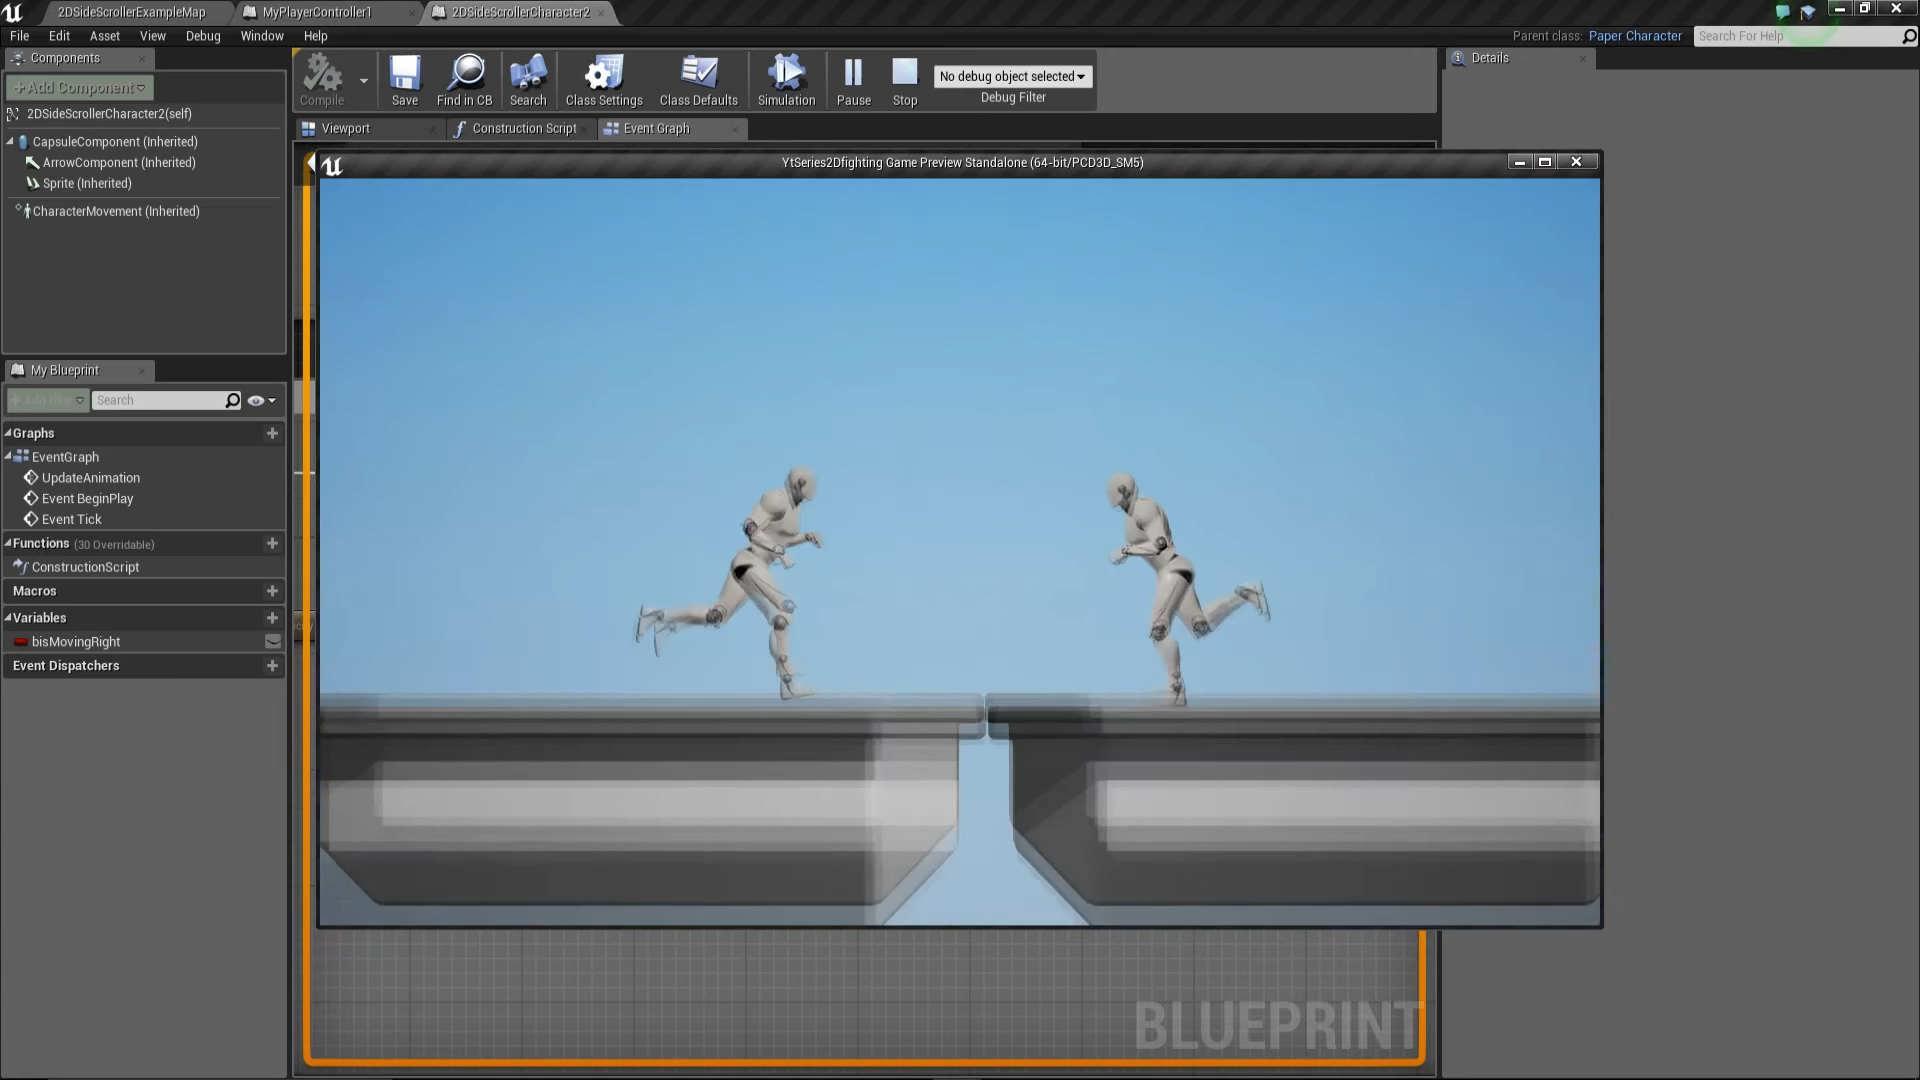 2DSideScrollerExampleMap
MyPlayerController1
2DSideScrollerCharacter2
File Edit Asset View Debug Window Help
Parent class: Paper Character
Search For Help
Components
Details
+Add Component
Compile
Save
Find in CB
Search
Class Settings
Class Defaults
Simulation
Pause
Stop
No debug object selected
Debug Filter
2DSideScrollerCharacter2(self)
Viewport
Construction Script
Event Graph
CapsuleComponent (Inherited)
ArrowComponent (Inherited)
Sprite (Inherited)
CharacterMovement (Inherited)
YtSeries2Dfighting Game Preview Standalone (64-bit/PCD3D_SM5)
My Blueprint
+Add New
Search
Graphs
EventGraph
UpdateAnimation
Event BeginPlay
Event Tick
Functions (30 Overridable)
ConstructionScript
Macros
Variables
bisMovingRight
Event Dispatchers
BLUEPRINT